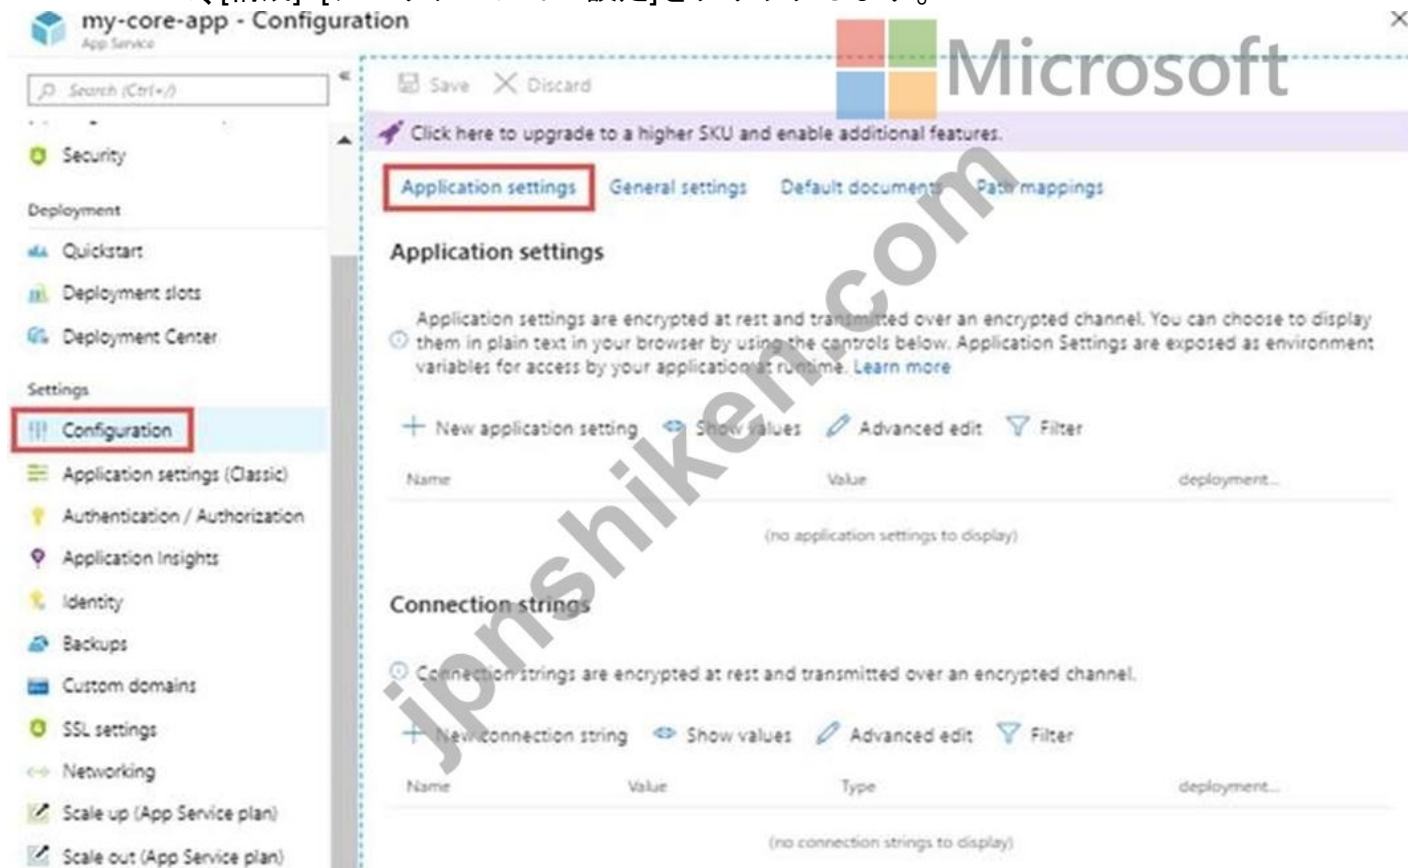 my-core-app - Configuration
App Service
Search (Ctrl+/)
Security
Deployment
Quickstart
Deployment slots
Deployment Center
Settings
Configuration
Application settings (Classic)
Authentication / Authorization
Application Insights
Identity
Backups
Custom domains
SSL settings
Networking
Scale up (App Service plan)
Scale out (App Service plan)
Microsoft
Save Discard
Click here to upgrade to a higher SKU and enable additional features.
Application settings General settings Default documents Path mappings
Application settings
Application settings are encrypted at rest and transmitted over an encrypted channel. You can choose to display
them in plain text in your browser by using the controls below. Application Settings are exposed as environment
variables for access by your application at runtime. Learn more
New application setting Show values Advanced edit Filter
Name Value deployment...
(no application settings to display)
Connection strings
Connection strings are encrypted at rest and transmitted over an encrypted channel.
New connection string Show values Advanced edit Filter
Name Value Type deployment...
(no connection strings to display)
jpnshiken.com